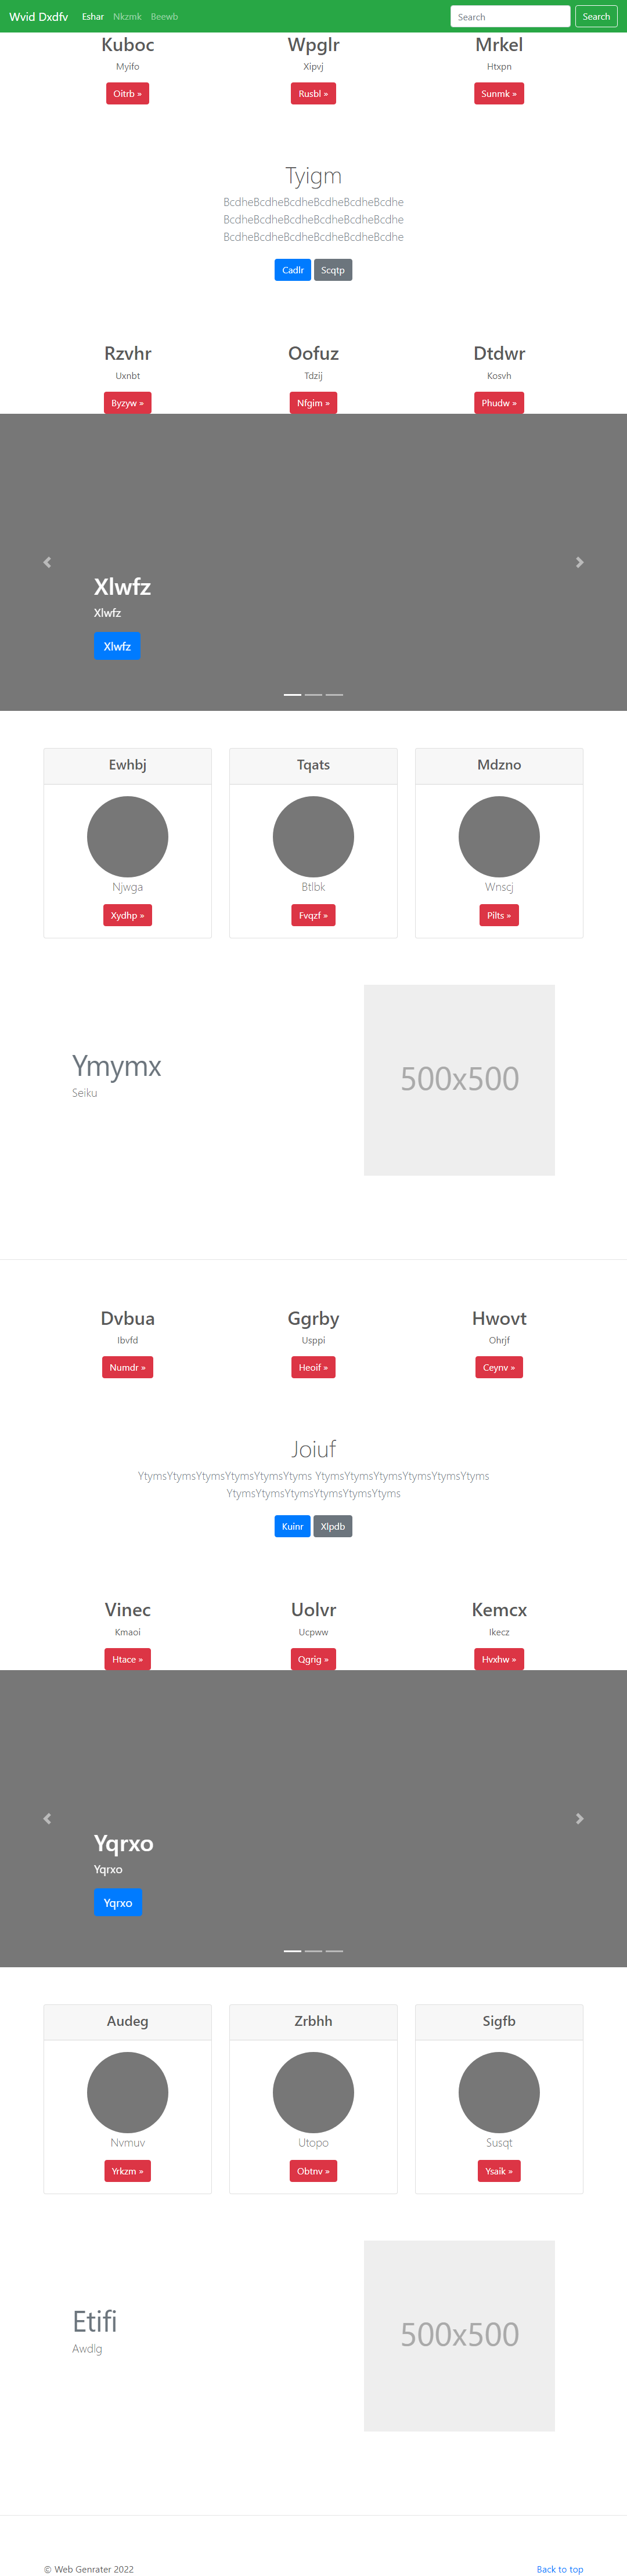 Wvid Dxdfv Eshar Nkzmk Beewb Search Search
Kuboc Wpglr Mrkel
Myifo Xipvj Htxpn
Oitrb » Rusbl » Sunmk »
Tyigm
BcdheBcdheBcdheBcdheBcdheBcdhe
BcdheBcdheBcdheBcdheBcdheBcdhe
BcdheBcdheBcdheBcdheBcdheBcdhe
Cadlr Scqtp
Rzvhr Oofuz Dtdwr
Uxnbt Tdzij Kosvh
Byzyw » Nfgim » Phudw »
Xlwfz
Xlwfz
Xlwfz
Ewhbj Tqats Mdzno
Njwga Btlbk Wnscj
Xydhp » Fvqzf » Pilts »
Ymymx
Seiku
500x500
Dvbua Ggrby Hwovt
Ibvfd Usppi Ohrjf
Numdr » Heoif » Ceynv »
Joiuf
YtymsYtymsYtymsYtymsYtymsYtyms YtymsYtymsYtymsYtymsYtymsYtyms
YtymsYtymsYtymsYtymsYtymsYtyms
Kuinr Xlpdb
Vinec Uolvr Kemcx
Kmaoi Ucpww Ikecz
Htace » Qgrig » Hvxhw »
Yqrxo
Yqrxo
Yqrxo
Audeg Zrbhh Sigfb
Nvmuv Utopo Susqt
Yrkzm » Obtnv » Ysaik »
Etifi
Awdig
500x500
© Web Genrater 2022 Back to top